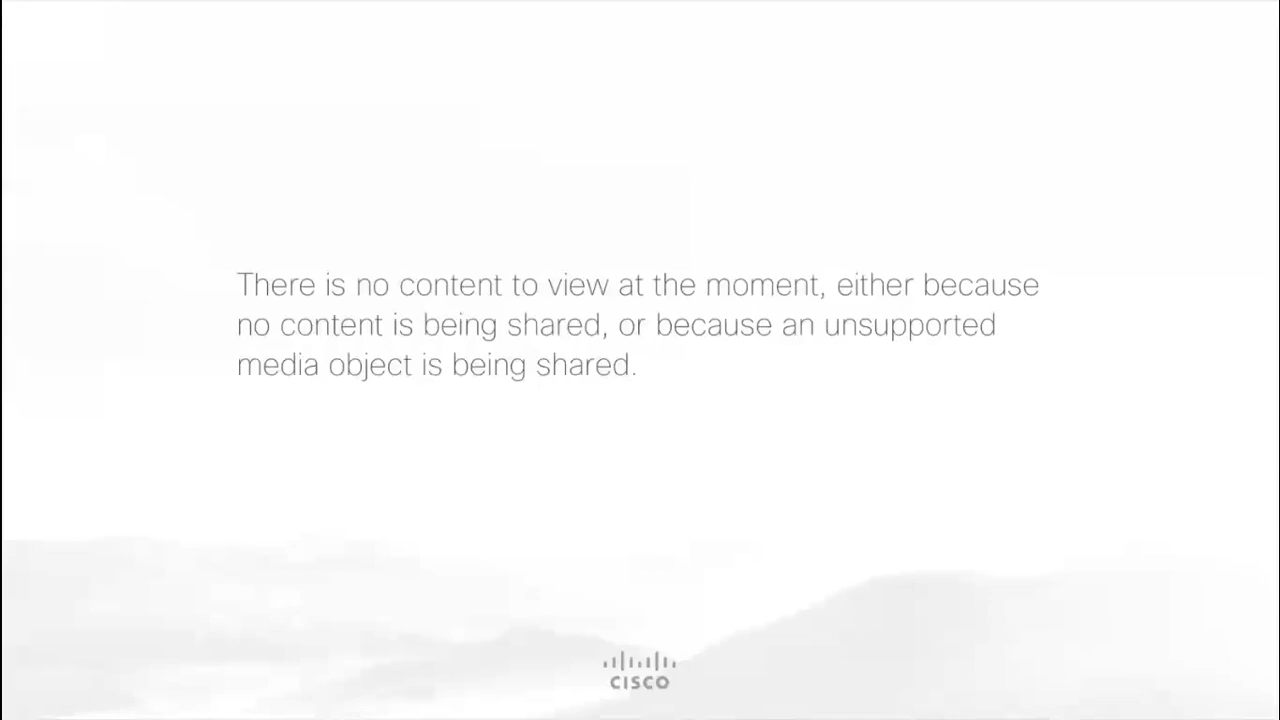 There is no content to view at the moment, either because
no content is being shared, or because an unsupported
media object is being shared.
CISCO